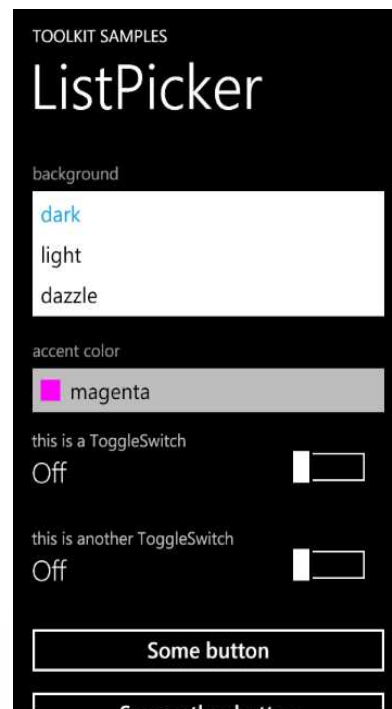 TOOLKIT SAMPLES
ListPicker
background
dark
light
dazzle
accent color
magenta
this is a ToggleSwitch
Off
this is another ToggleSwitch
Off
Some button